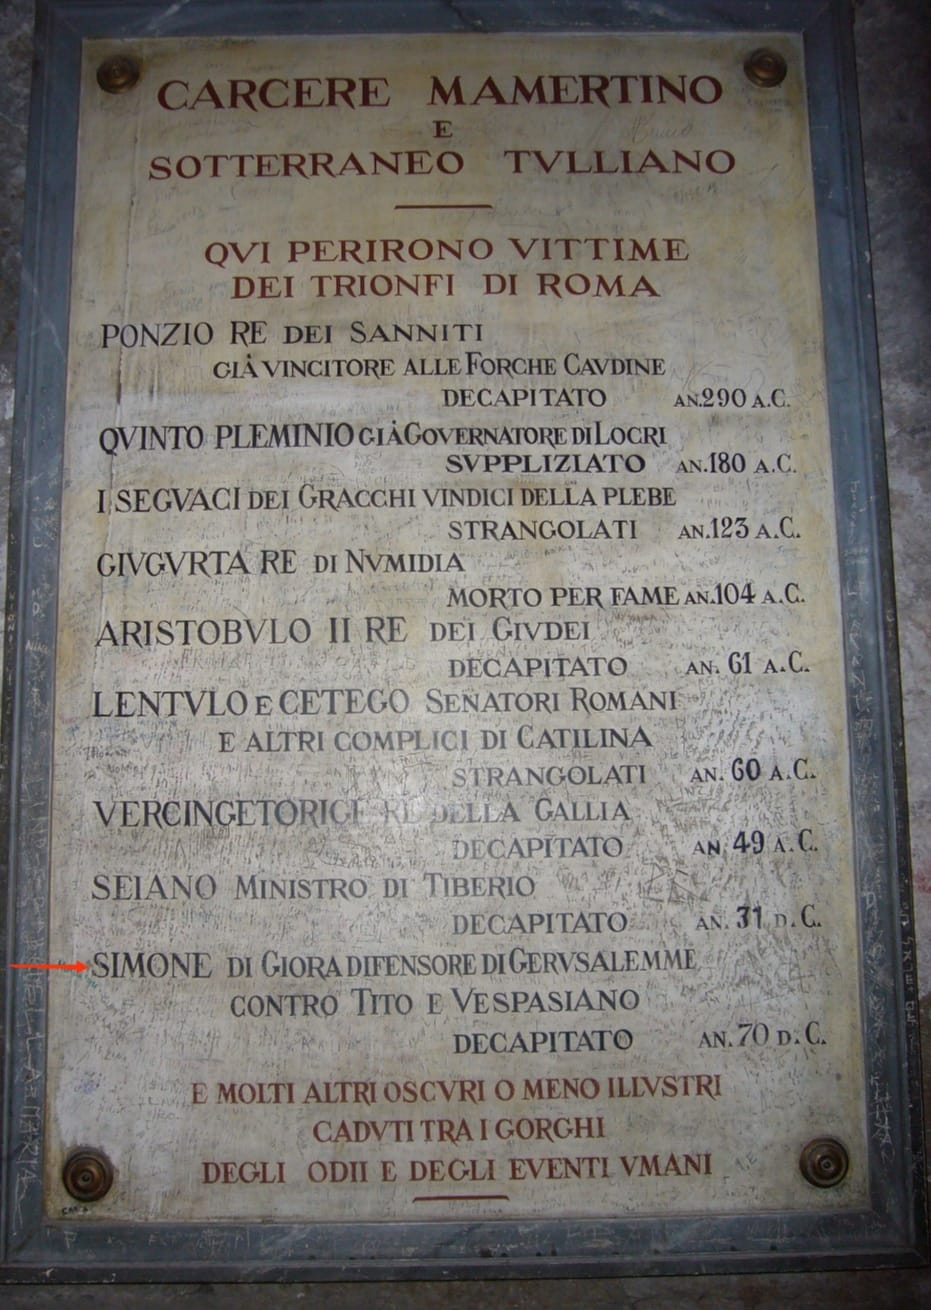 CARCERE MAMERTINO
E
SOTTERRANEO TVLLIANO
QVI PERIRONO VITTIME
DEI TRIONFI DI ROMA
PONZIO RE DEI SANNITI
GIÀ VINCITORE ALLE FORCHE CAVDINE
DECAPITATO AN.290 A.C.
QVINTO PLEMINIO GIÀ GOVERNATORE DI LOCRI
SVPPLIZIATO AN.180 A.C.
I SEGVACI DEI GRACCHI VINDICI DELLA PLEBE
STRANGOLATI AN.123 A.C.
GIVGVRTA RE DI NVMIDIA
MORTO PER FAME AN.104 A.C.
ARISTOBVLO II RE DEI GIVDEI
DECAPITATO AN. 61 A.C.
LENTVLO E CETEGO SENATORI ROMANI
E ALTRI COMPLICI DI CATILINA
STRANGOLATI AN. 60 A.C.
VERCINGETORIGE RE DELLA GALLIA
DECAPITATO AN. 49 A.C.
SEIANO MINISTRO DI TIBERIO
DECAPITATO AN. 31 D.C.
SIMONE DI GIORA DIFENSORE DI GERVSALEMME
CONTRO TITO E VESPASIANO
DECAPITATO AN. 70 D.C.
E MOLTI ALTRI OSCVRI O MENO ILLVSTRI
CADVTI TRA I GORGHI
DEGLI ODII E DEGLI EVENTI VMANI